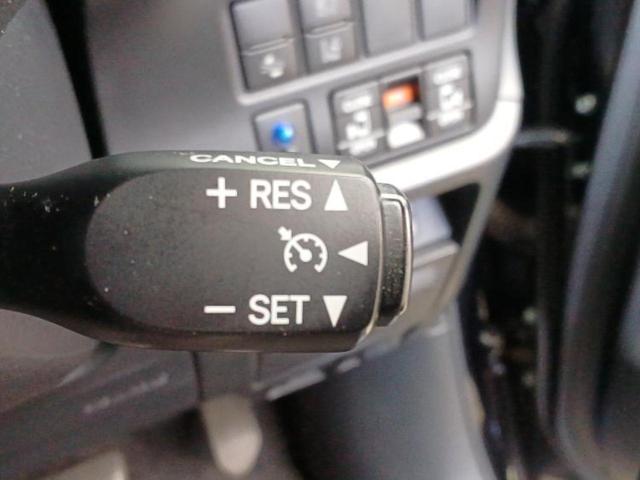 CANCEL▼
+ RES ▲
◀
– SET ▼